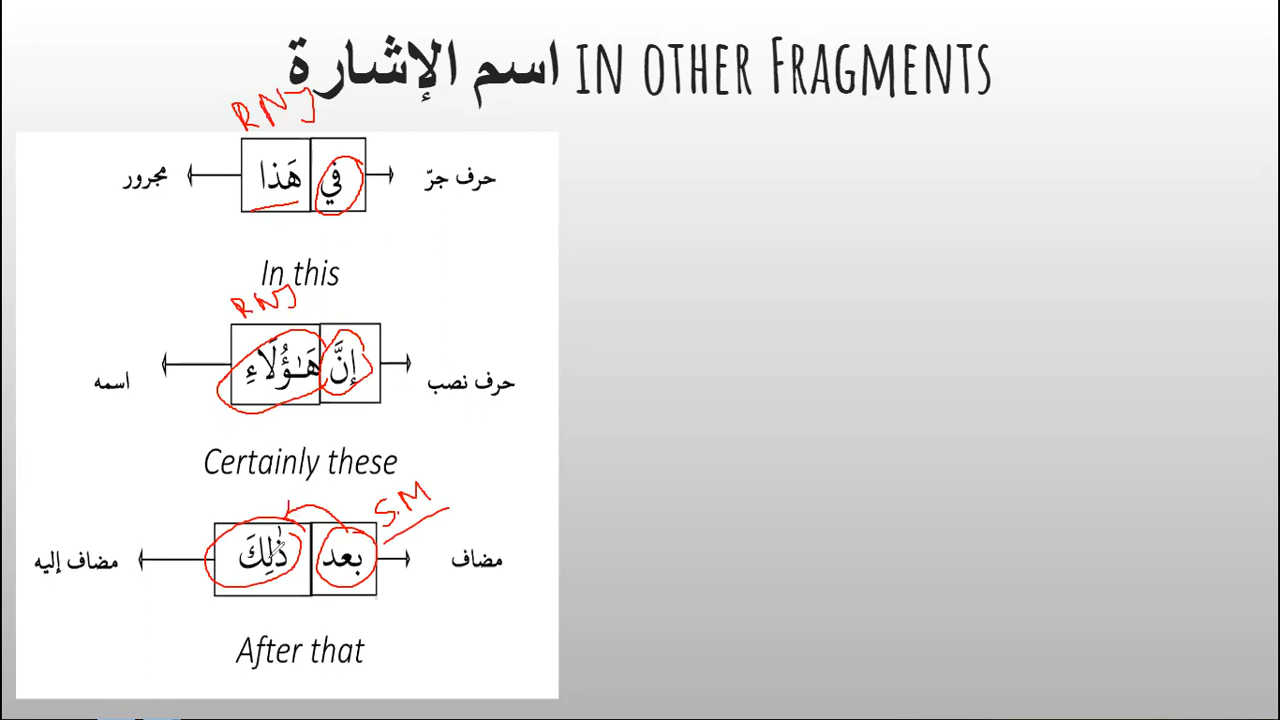 اسم الإشارة IN OTHER FRAGMENTS
RNJ
حرف جرّ في هَذا مجرور
In this
RNJ
حرف نصب إِنَّ هَـٰؤُلَاءِ اسمه
Certainly these
S.M
مضاف بَعد ذَٰلِكَ مضاف إليه
After that